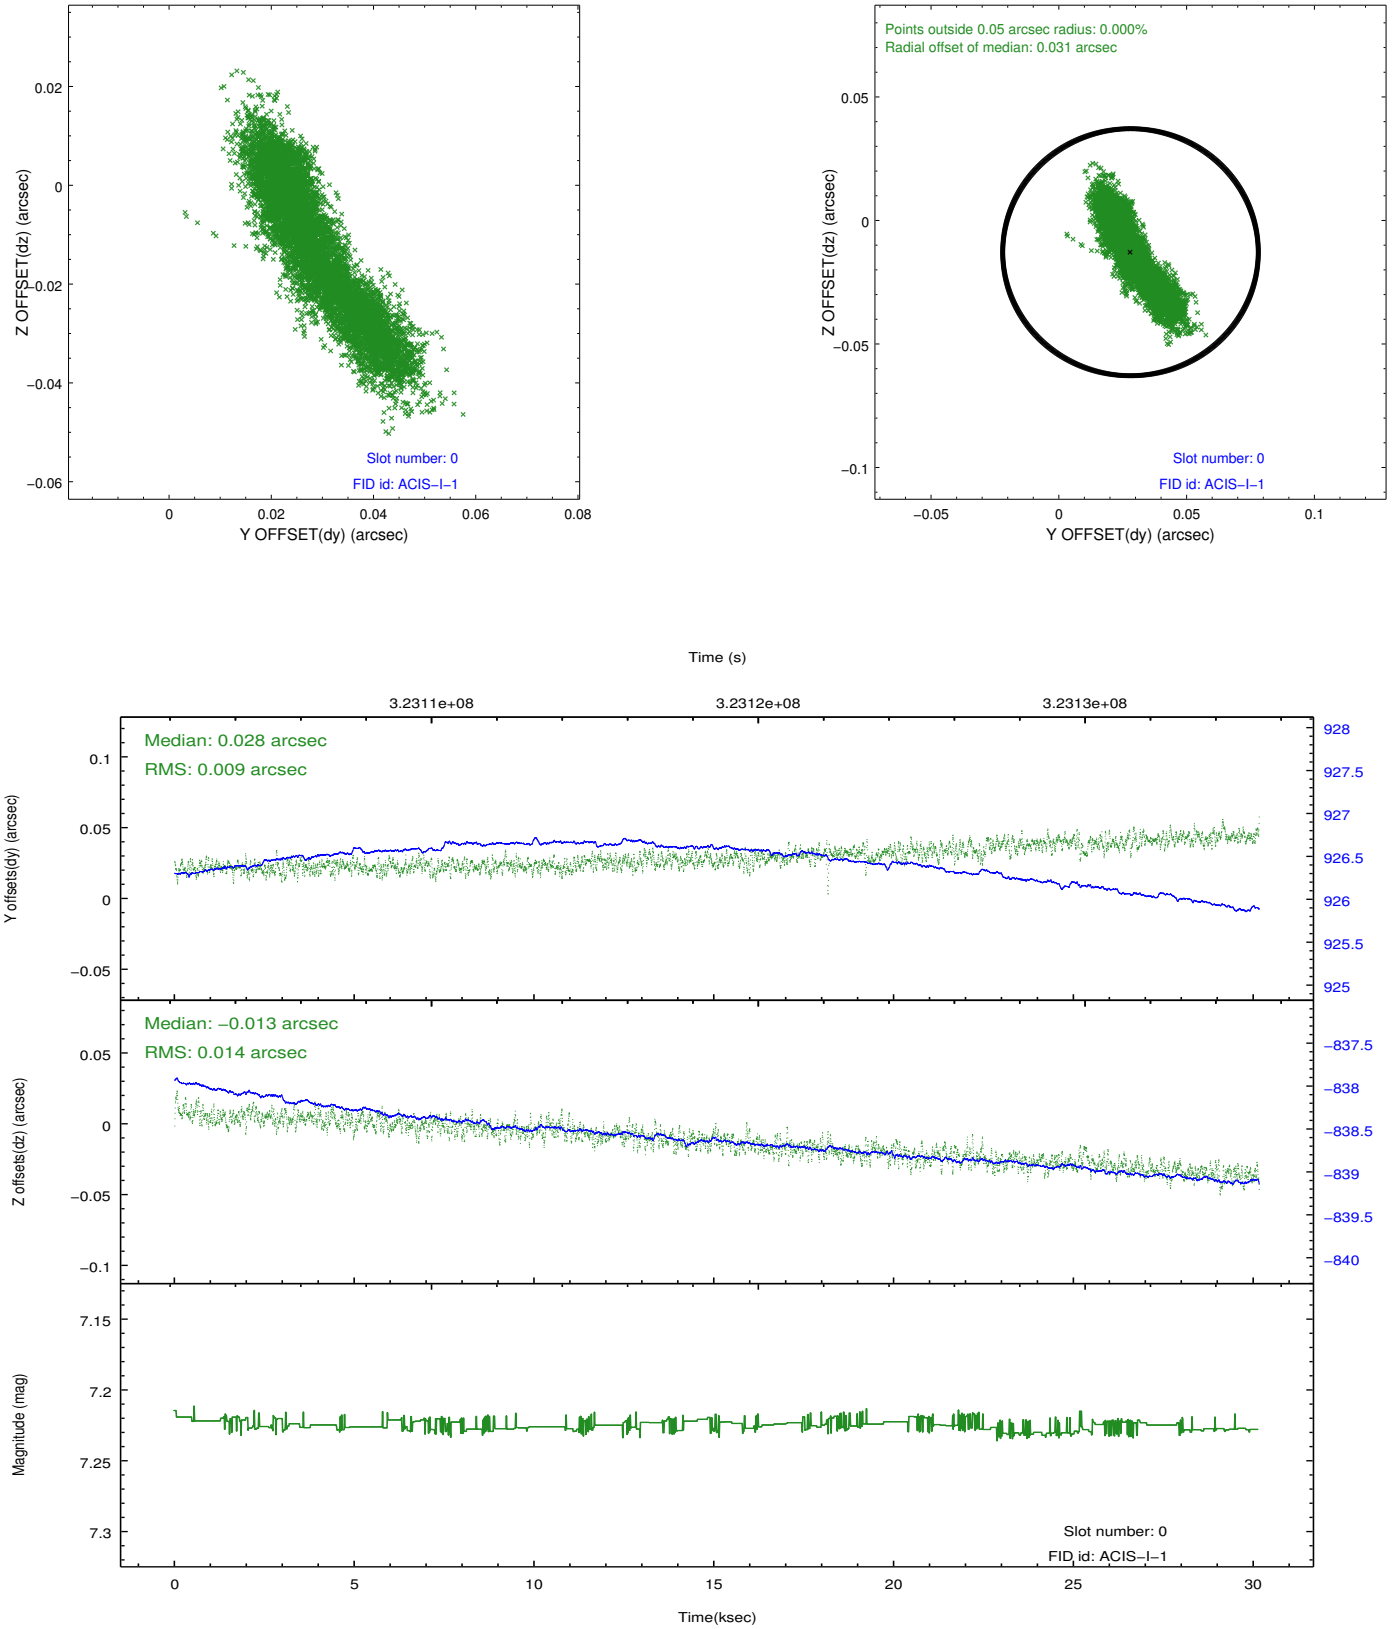 0.02
0
−0.02
−0.04
−0.06
Z OFFSET(dz) (arcsec)
Slot number: 0
FID id: ACIS−I−1
0
0.02
0.04
0.06
0.08
Y OFFSET(dy) (arcsec)
Points outside 0.05 arcsec radius: 0.000%
Radial offset of median: 0.031 arcsec
0.05
0
−0.05
−0.1
Z OFFSET(dz) (arcsec)
Slot number: 0
FID id: ACIS−I−1
−0.05
0
0.05
0.1
Y OFFSET(dy) (arcsec)
Time (s)
3.2311e+08
3.2312e+08
3.2313e+08
Median: 0.028 arcsec
RMS: 0.009 arcsec
0.1
0.05
0
−0.05
Y offsets(dy) (arcsec)
928
927.5
927
926.5
926
925.5
925
Median: −0.013 arcsec
RMS: 0.014 arcsec
0.05
0
−0.05
−0.1
Z offsets(dz) (arcsec)
−837.5
−838
−838.5
−839
−839.5
−840
7.15
7.2
7.25
7.3
Magnitude (mag)
Slot number: 0
FID id: ACIS−I−1
0
5
10
15
20
25
30
Time(ksec)